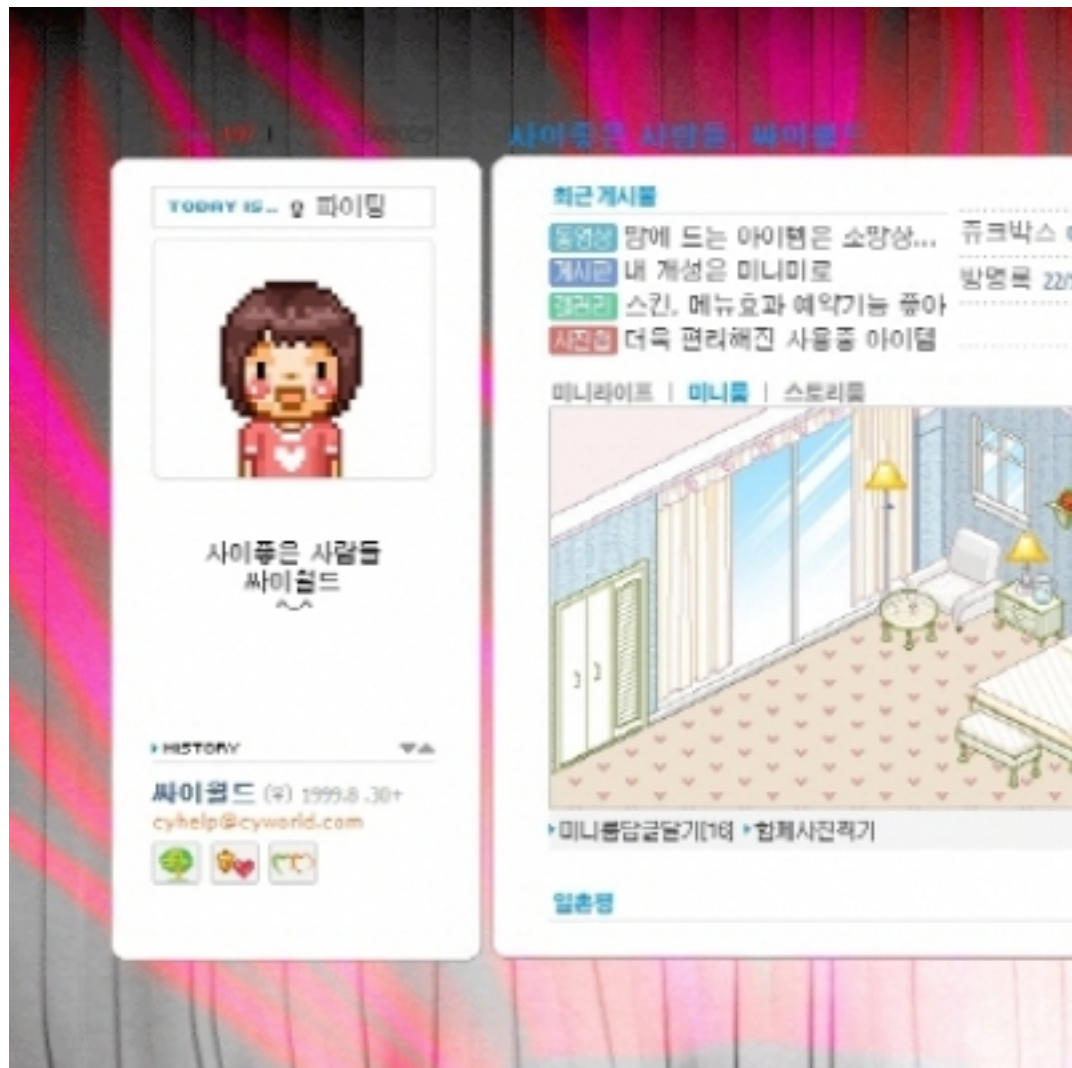 사이좋은 사람들, 싸이월드
TODAY IS... 파이팅
사이좋은 사람들
싸이월드
^_^
HISTORY
싸이월드 (우) 1999.8.30+
cyhelp@cyworld.com
최근 게시물
동영상 맘에 드는 아이템은 소망상...
게시판 내 개성은 미니미로
갤러리 스킨, 메뉴효과 예약기능 쫗아
사진첩 더욱 편리해진 사용중 아이템
쥬크박스
방명록 22/
미니라이프 | 미니룸 | 스토리룸
미니룸답글달기[16] 함께사진찍기
일촌평